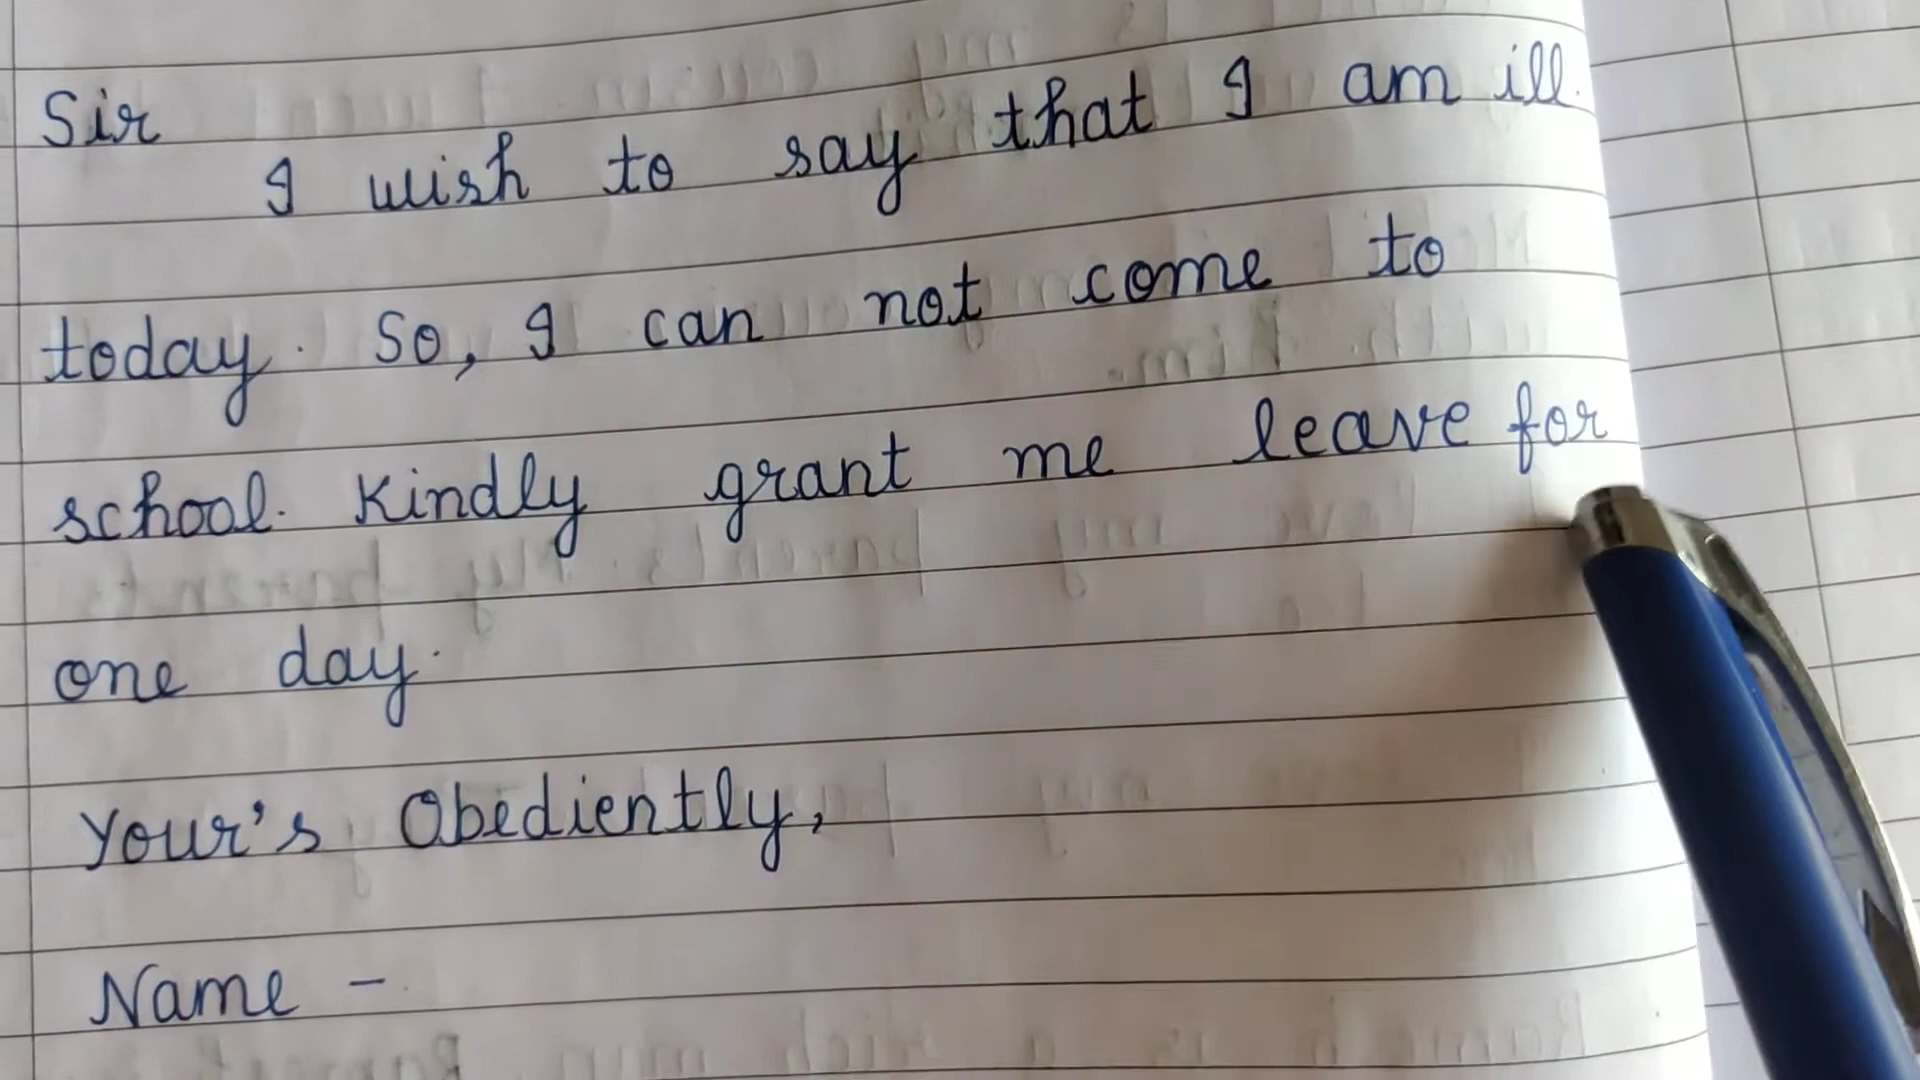 Sir
I wish to say that I am ill
today. So, I can not come to
school. Kindly grant me leave for
one day.
Your's Obediently,
Name -